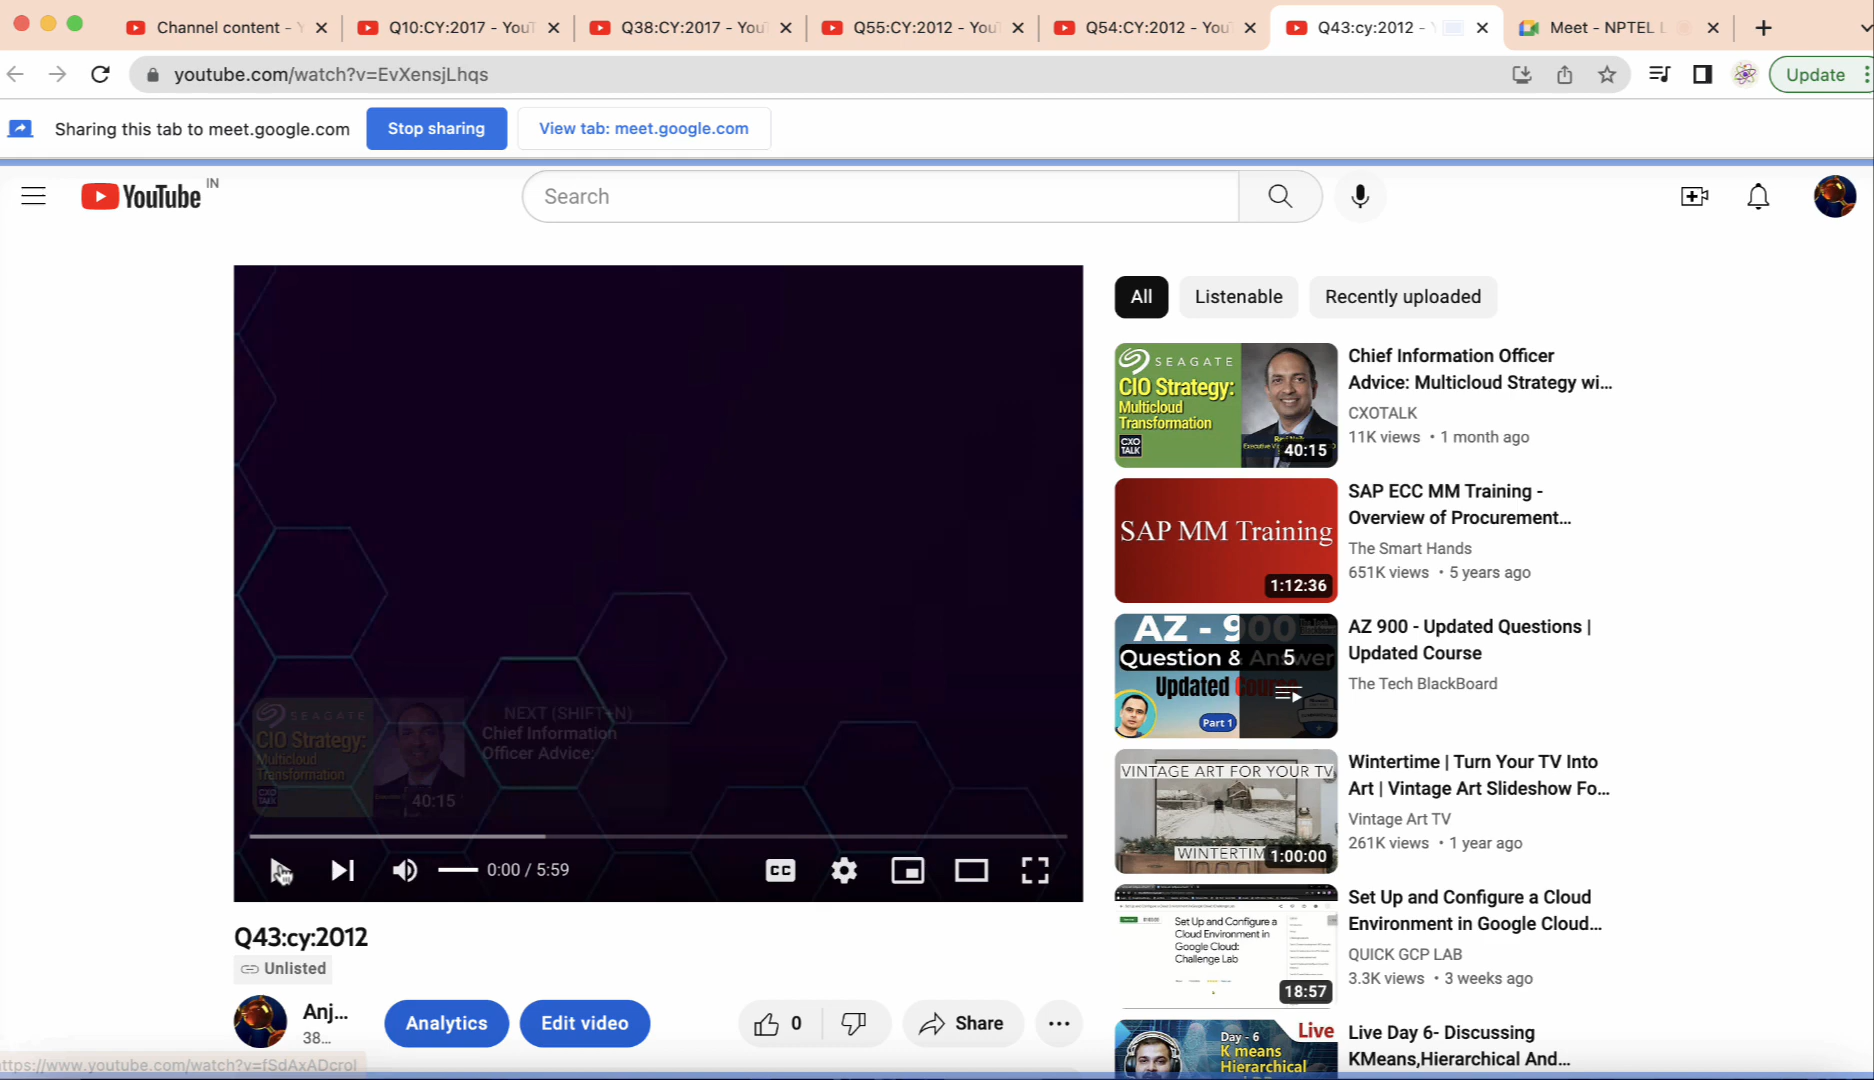 Channel content -
Q10:CY:2017 - YouT
Q38:CY:2017 - YouT
Q55:CY:2012 - YouT
Q54:CY:2012 - YouT
Q43:cy:2012 -
Meet - NPTEL L
youtube.com/watch?v=EvXensjLhqs
Update
Sharing this tab to meet.google.com
Stop sharing
View tab: meet.google.com
YouTube IN
Search
All
Listenable
Recently uploaded
SEAGATE
CIO Strategy:
Multicloud
Transformation
CXO
TALK
40:15
Chief Information Officer
Advice: Multicloud Strategy wi...
CXOTALK
11K views • 1 month ago
SAP MM Training
1:12:36
SAP ECC MM Training -
Overview of Procurement...
The Smart Hands
651K views • 5 years ago
AZ - 900
Question & Answer
Updated Course
Part 1
5
AZ 900 - Updated Questions |
Updated Course
The Tech BlackBoard
VINTAGE ART FOR YOUR TV
WINTERTIM
1:00:00
Wintertime | Turn Your TV Into
Art | Vintage Art Slideshow Fo...
Vintage Art TV
261K views • 1 year ago
Set Up and Configure a
Cloud Environment in
Google Cloud:
Challenge Lab
18:57
Set Up and Configure a Cloud
Environment in Google Cloud...
QUICK GCP LAB
3.3K views • 3 weeks ago
Day - 6
K means
Hierarchical
Live
Live Day 6- Discussing
KMeans,Hierarchical And...
SEAGATE
CIO Strategy:
Multicloud
Transformation
CXO
TALK
40:15
NEXT (SHIFT+N)
Chief Information
Officer Advice:
0:00 / 5:59
CC
Q43:cy:2012
Unlisted
Anj...
38...
Analytics
Edit video
0
Share
ttps://www.youtube.com/watch?v=fSdAxADcroI